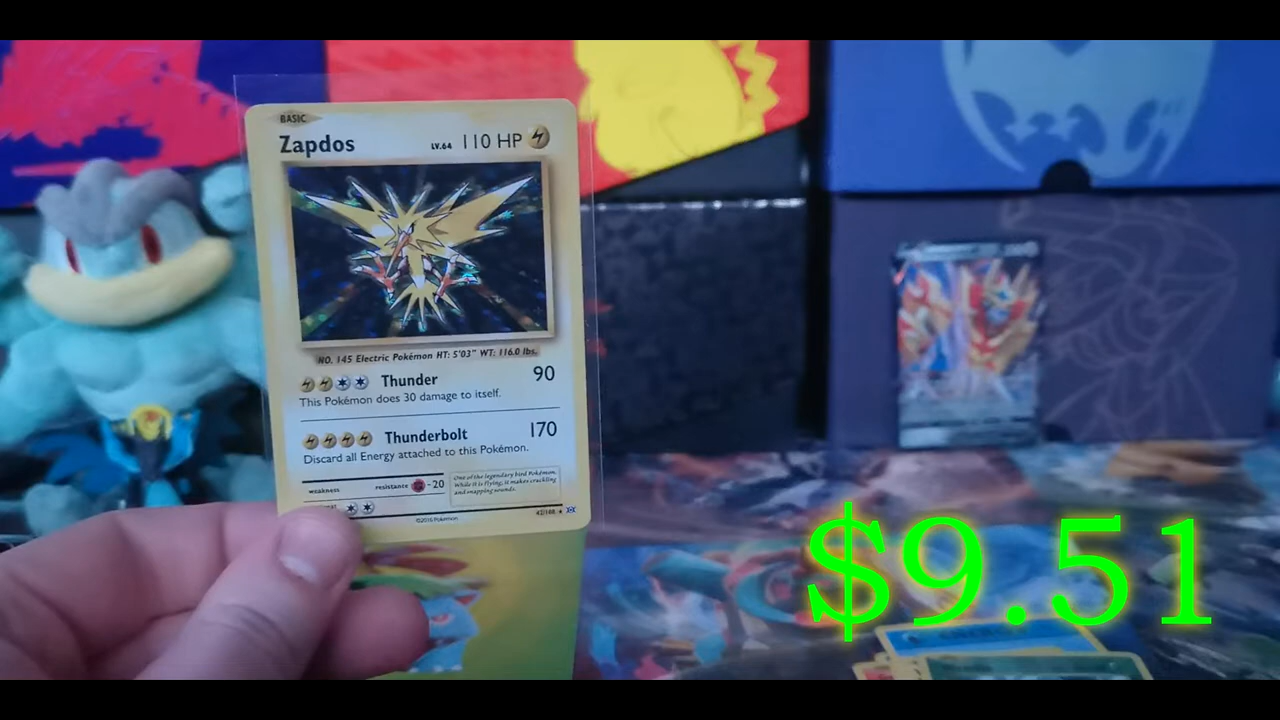 BASIC
Zapdos LV.64 110 HP
NO. 145 Electric Pokémon HT: 5'03" WT: 116.0 lbs.
Thunder 90
This Pokémon does 30 damage to itself.
Thunderbolt 170
Discard all Energy attached to this Pokémon.
weakness resistance -20
One of the legendary bird Pokémon.
While it is flying, it makes crackling
and snapping sounds.
©2016 Pokémon 42/108
$9.51